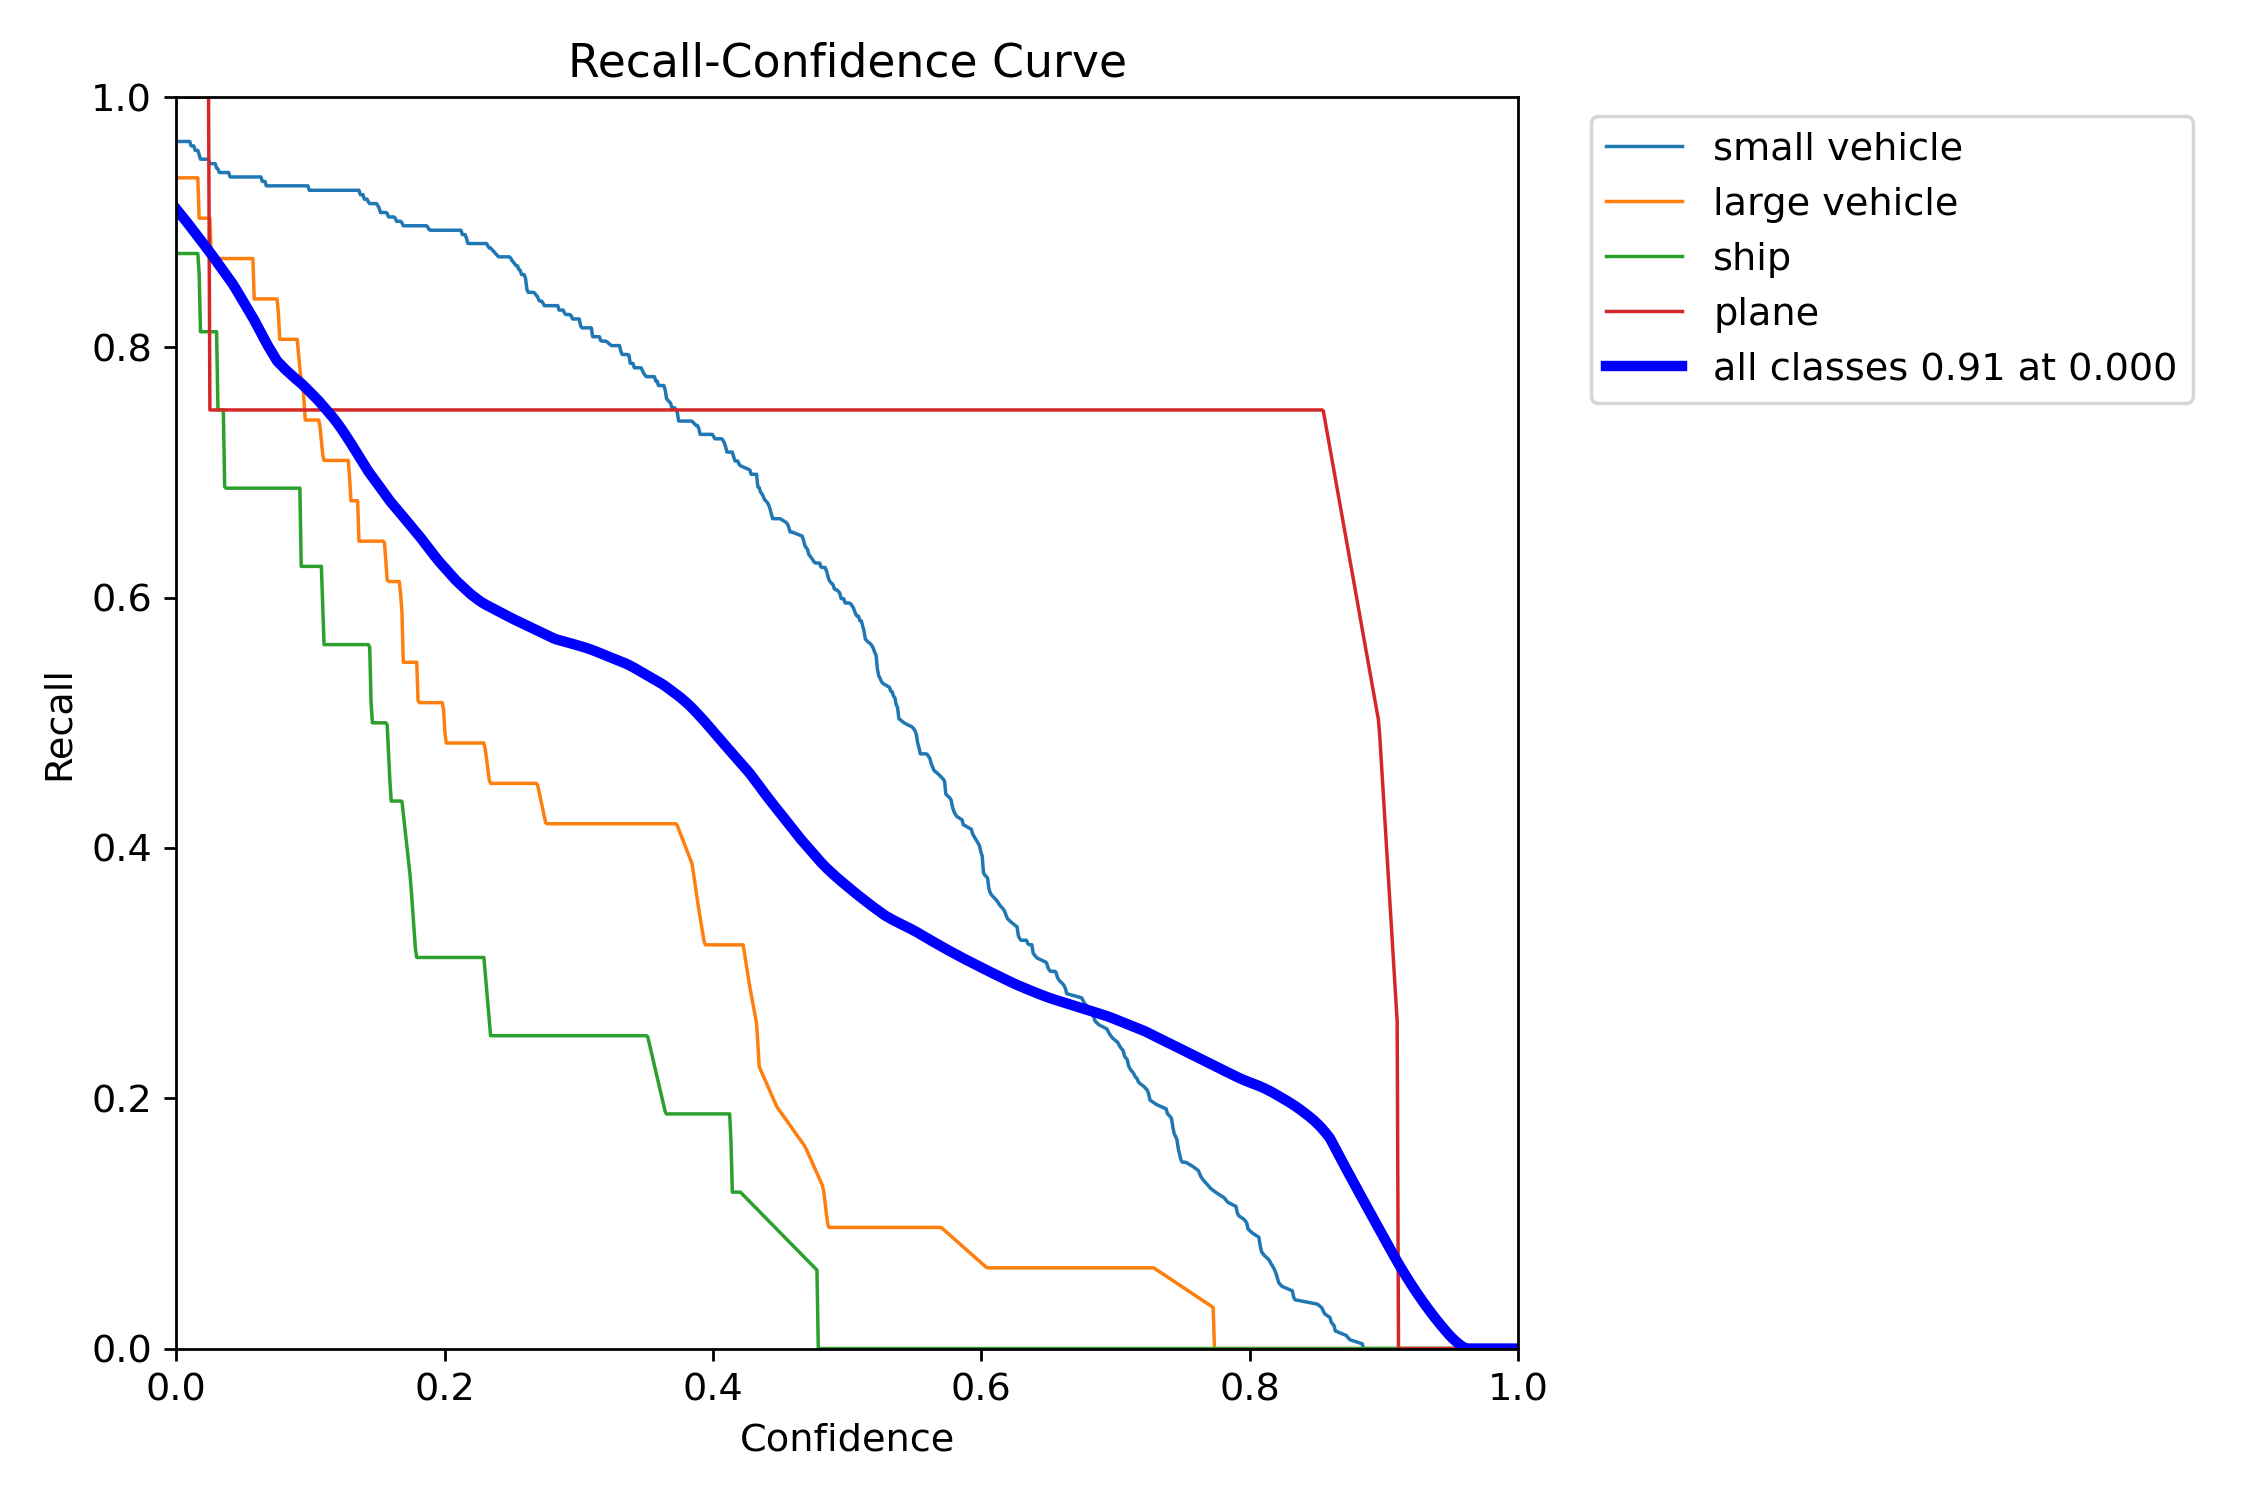 Recall-Confidence Curve
1.0
0.8
0.6
0.4
0.2
0.0
Recall
0.0 0.2 0.4 0.6 0.8 1.0
Confidence
small vehicle
large vehicle
ship
plane
all classes 0.91 at 0.000